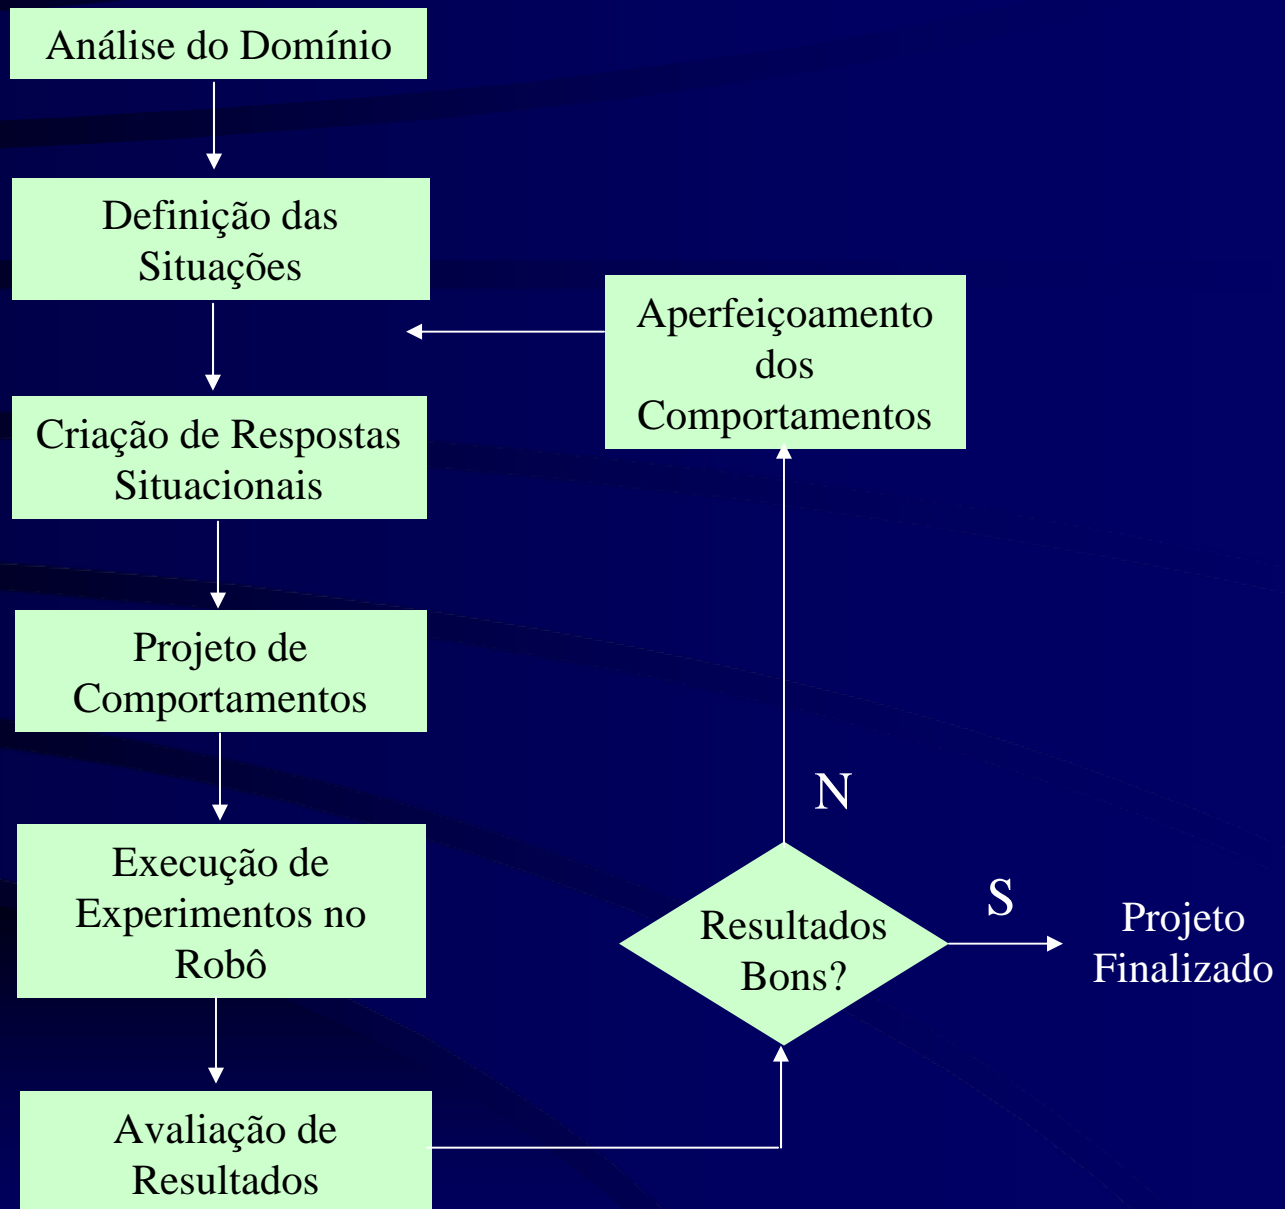 Análise do Domínio
Definição das
Situações
Criação de Respostas
Situacionais
Projeto de
Comportamentos
Execução de
Experimentos no
Robô
Avaliação de
Resultados
Aperfeiçoamento
dos
Comportamentos
N
Resultados
Bons?
S
Projeto
Finalizado